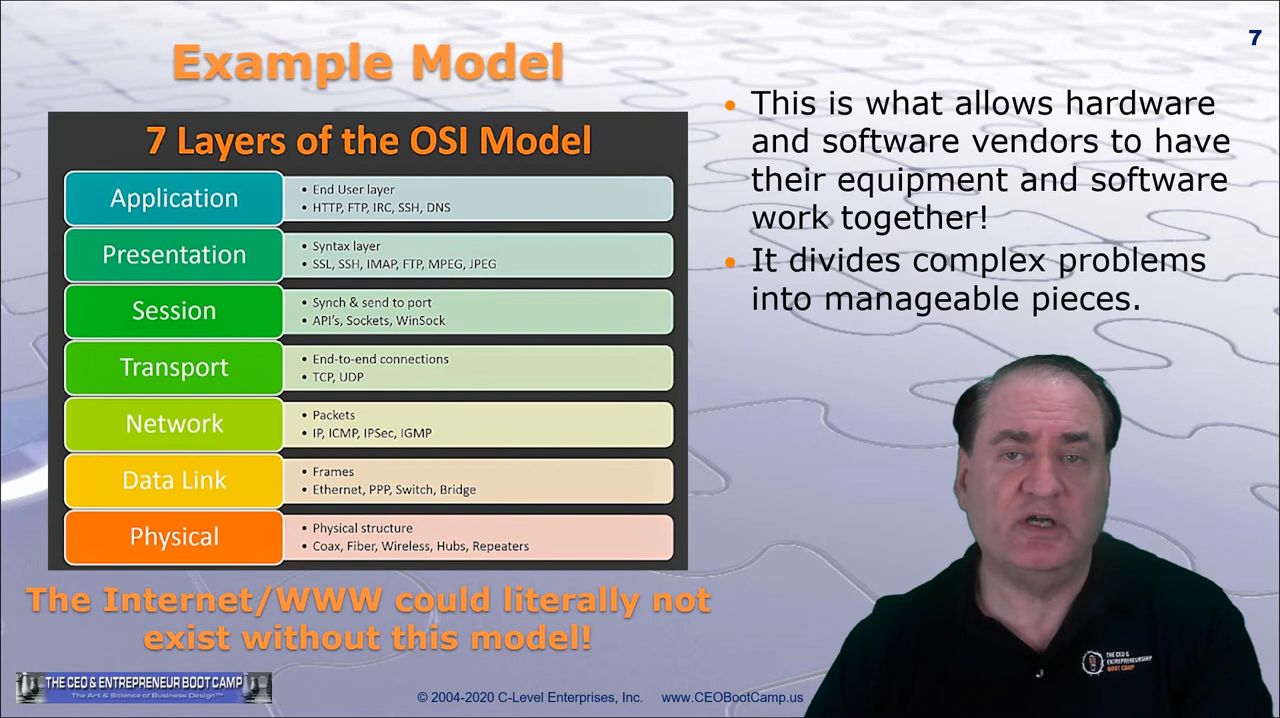 Example Model
7
7 Layers of the OSI Model
Application
• End User layer
• HTTP, FTP, IRC, SSH, DNS
Presentation
• Syntax layer
• SSL, SSH, IMAP, FTP, MPEG, JPEG
Session
• Synch & send to port
• API's, Sockets, WinSock
Transport
• End-to-end connections
• TCP, UDP
Network
• Packets
• IP, ICMP, IPSec, IGMP
Data Link
• Frames
• Ethernet, PPP, Switch, Bridge
Physical
• Physical structure
• Coax, Fiber, Wireless, Hubs, Repeaters
The Internet/WWW could literally not
exist without this model!
• This is what allows hardware
and software vendors to have
their equipment and software
work together!
• It divides complex problems
into manageable pieces.
THE CEO &
ENTREPRENEURSHIP
BOOT CAMP
THE CEO & ENTREPRENEUR BOOT CAMP
The Art & Science of Business Design™
© 2004-2020 C-Level Enterprises, Inc. www.CEOBootCamp.us